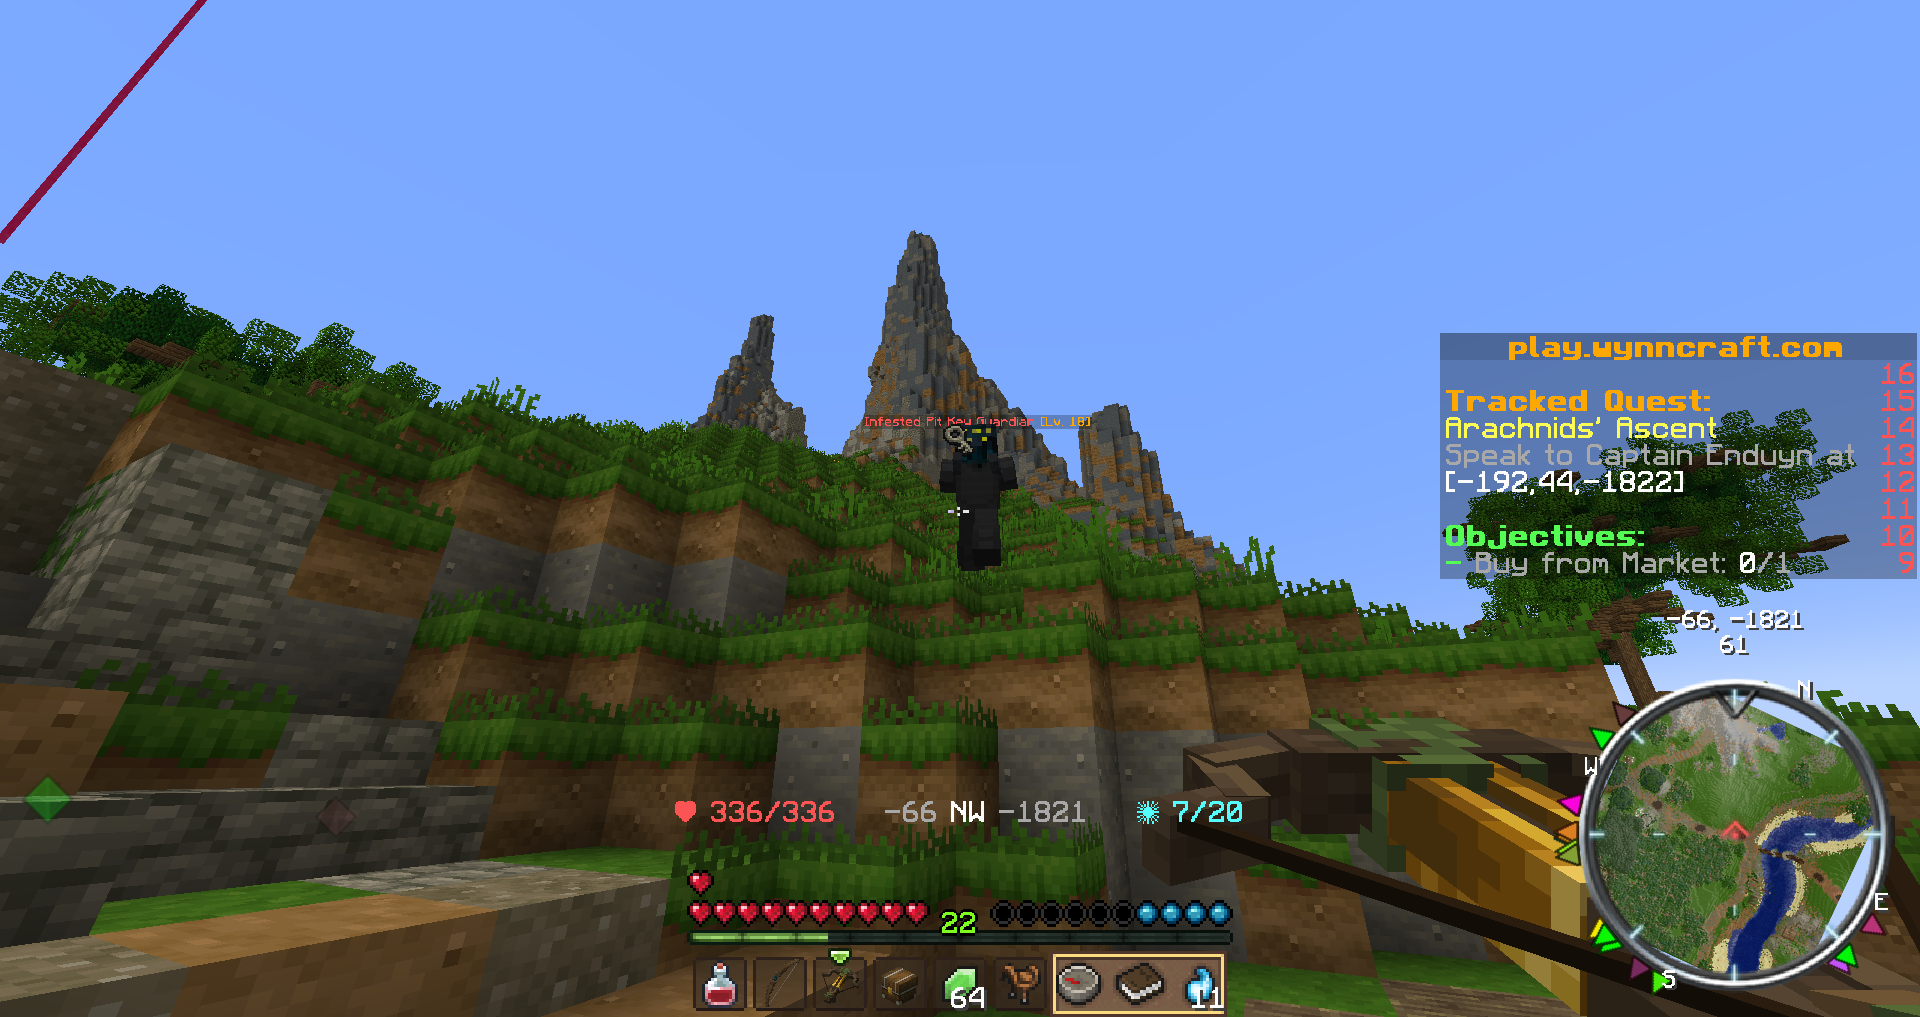 Infested Pit Key Guardian [Lv. 18]
play.wynncraft.com
16
Tracked Quest:
15
Arachnids' Ascent
14
Speak to Captain Enduyn at
13
[-192,44,-1822]
12
11
Objectives:
10
- Buy from Market: 0/1
9
-66, -1821
61
N
W
E
S
336/336
-66 NW -1821
7/20
22
64
11